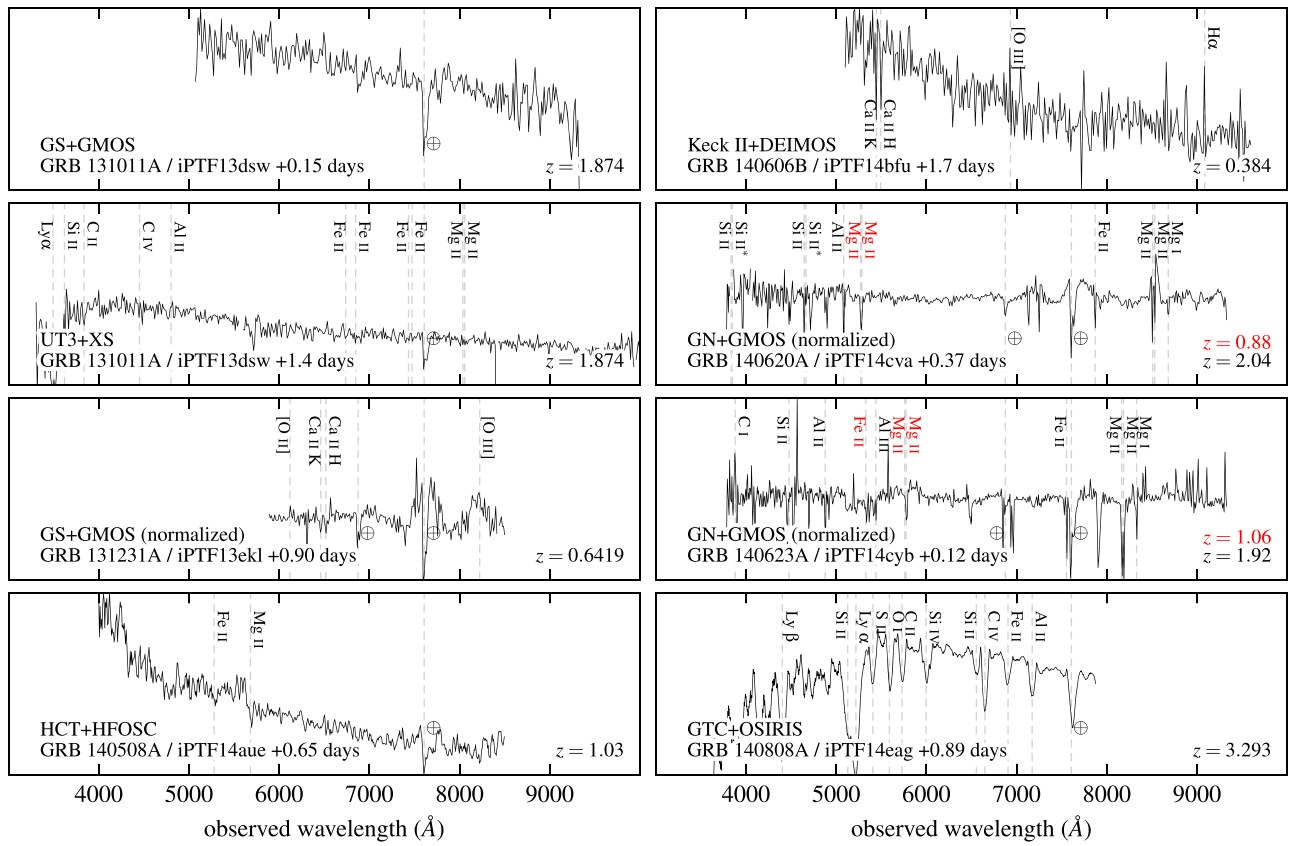 GS+GMOS
GRB 131011A / iPTF13dsw +0.15 days
z = 1.874
⊕
[O III]
Hα
Ca II K
Ca II H
Keck II+DEIMOS
GRB 140606B / iPTF14bfu +1.7 days
z = 0.384
Lyα
Si II
C II
C IV
Al II
Fe II
Fe II
Fe II
Fe II
Mg II
Mg II
⊕
UT3+XS
GRB 131011A / iPTF13dsw +1.4 days
z = 1.874
Si II
Si II*
Si II
Si II*
Al II
Mg II
Mg II
Fe II
Mg II
Mg II
Mg I
⊕
⊕
GN+GMOS (normalized)
GRB 140620A / iPTF14cva +0.37 days
z = 0.88
z = 2.04
[O II]
Ca II K
Ca II H
[O III]
⊕
⊕
GS+GMOS (normalized)
GRB 131231A / iPTF13ekl +0.90 days
z = 0.6419
C I
Si II
Al II
Fe II
Al III
Mg II
Mg II
Fe II
Mg II
Mg II
Mg I
⊕
⊕
GN+GMOS (normalized)
GRB 140623A / iPTF14cyb +0.12 days
z = 1.06
z = 1.92
Fe II
Mg II
⊕
HCT+HFOSC
GRB 140508A / iPTF14aue +0.65 days
z = 1.03
Ly β
Si II
Ly α
S II
O I
C II
Si IV
Si II
C IV
Fe II
Al II
⊕
GTC+OSIRIS
GRB 140808A / iPTF14eag +0.89 days
z = 3.293
4000 5000 6000 7000 8000 9000
observed wavelength (Å)
4000 5000 6000 7000 8000 9000
observed wavelength (Å)